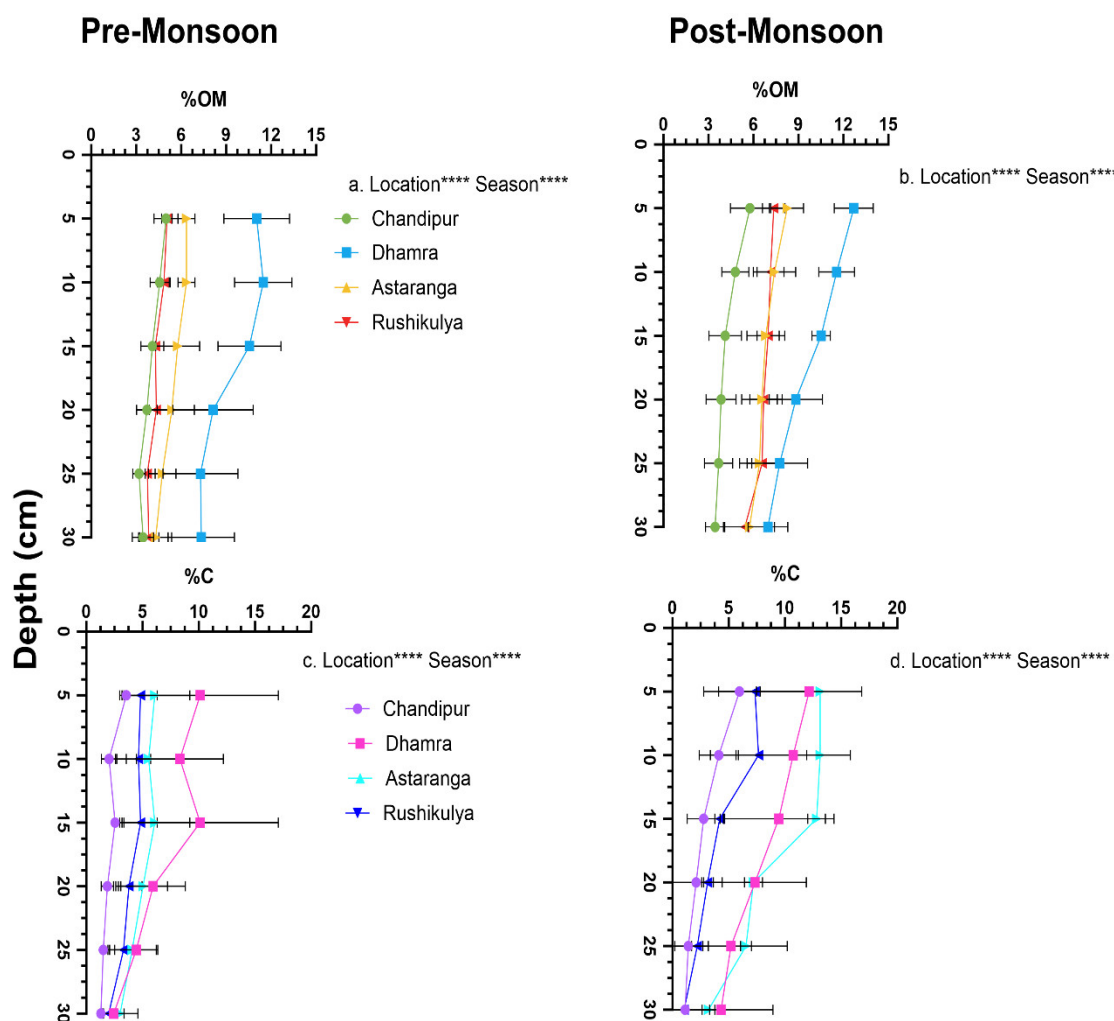 Pre-Monsoon
Post-Monsoon
%OM
0 3 6 9 12 15
0
5
10
15
20
25
30
a. Location**** Season****
Chandipur
Dhamra
Astaranga
Rushikulya
%OM
0 3 6 9 12 15
0
5
10
15
20
25
30
b. Location**** Season****
Depth (cm)
%C
0 5 10 15 20
0
5
10
15
20
25
30
c. Location**** Season****
Chandipur
Dhamra
Astaranga
Rushikulya
%C
0 5 10 15 20
0
5
10
15
20
25
30
d. Location**** Season****